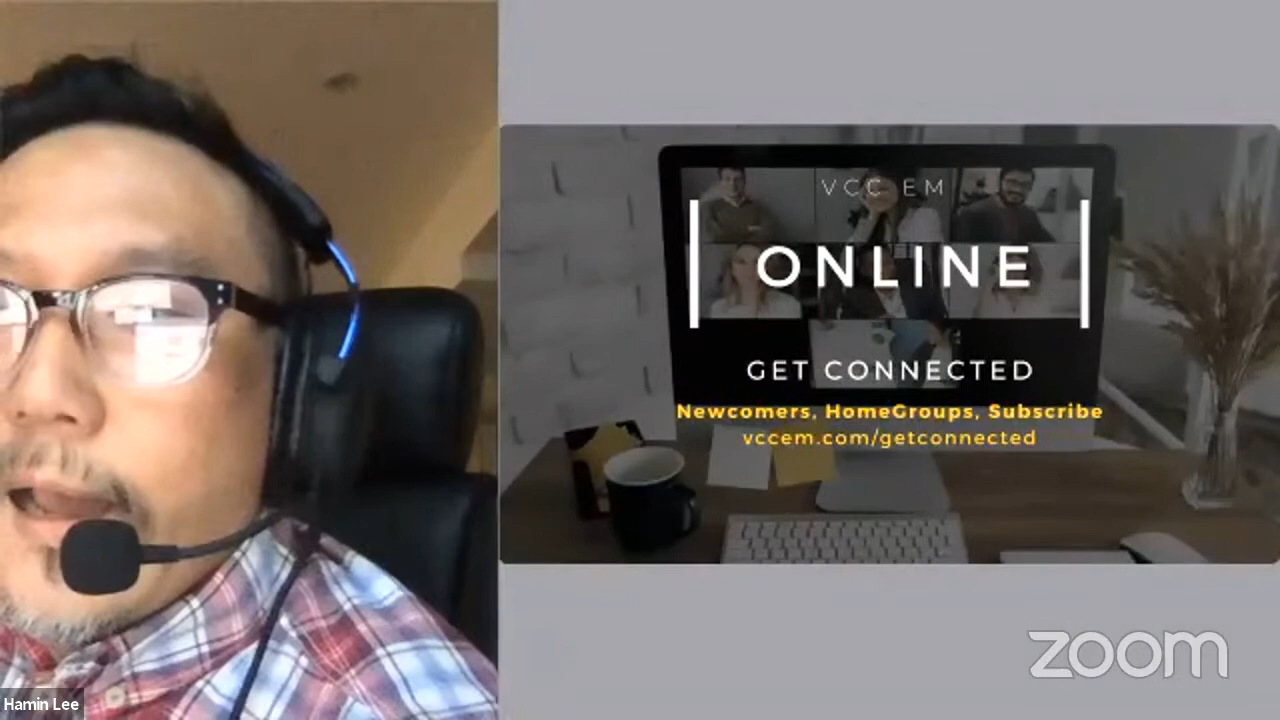 VCC EM
ONLINE
GET CONNECTED
Newcomers, HomeGroups, Subscribe
vccem.com/getconnected
zoom
Hamin Lee